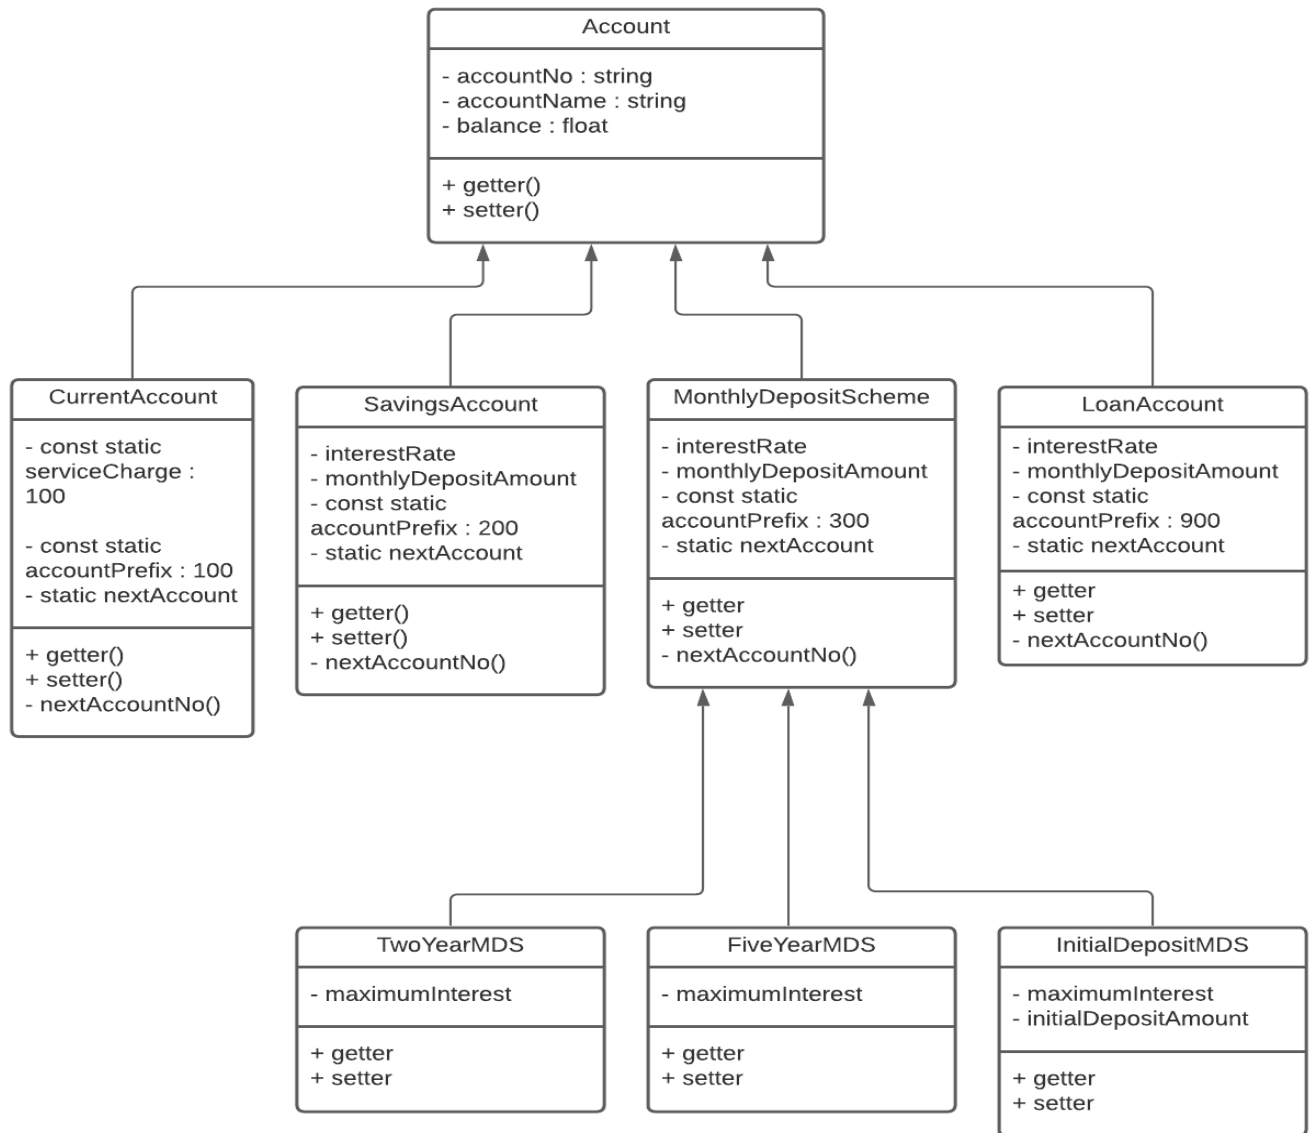 Account
- accountNo : string
- accountName : string
- balance : float
+ getter()
+ setter()
CurrentAccount
- const static
serviceCharge :
100
- const static
accountPrefix : 100
- static nextAccount
+ getter()
+ setter()
- nextAccountNo()
SavingsAccount
- interestRate
- monthlyDepositAmount
- const static
accountPrefix : 200
- static nextAccount
+ getter()
+ setter()
- nextAccountNo()
MonthlyDepositScheme
- interestRate
- monthlyDepositAmount
- const static
accountPrefix : 300
- static nextAccount
+ getter
+ setter
- nextAccountNo()
LoanAccount
- interestRate
- monthlyDepositAmount
- const static
accountPrefix : 900
- static nextAccount
+ getter
+ setter
- nextAccountNo()
TwoYearMDS
- maximumInterest
+ getter
+ setter
FiveYearMDS
- maximumInterest
+ getter
+ setter
InitialDepositMDS
- maximumInterest
- initialDepositAmount
+ getter
+ setter